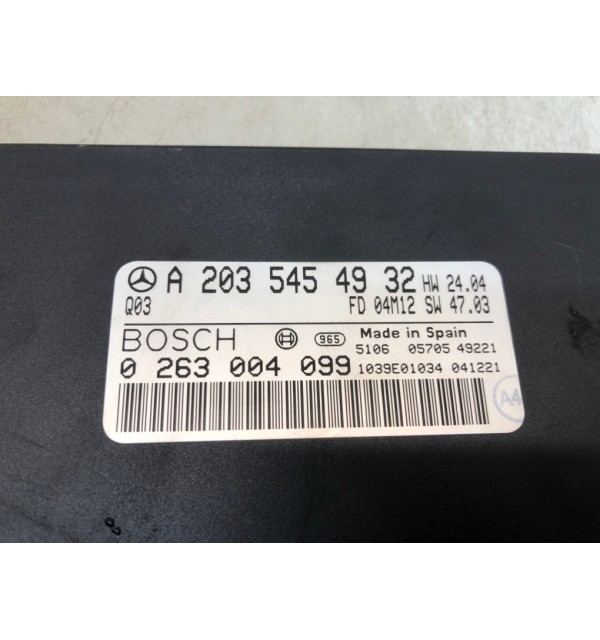 A 203 545 49 32 HW 24.04
Q03 FD 04M12 SW 47.03
BOSCH 965 Made in Spain
5106 05705 49221
0 263 004 099 1039E01034 041221
A4